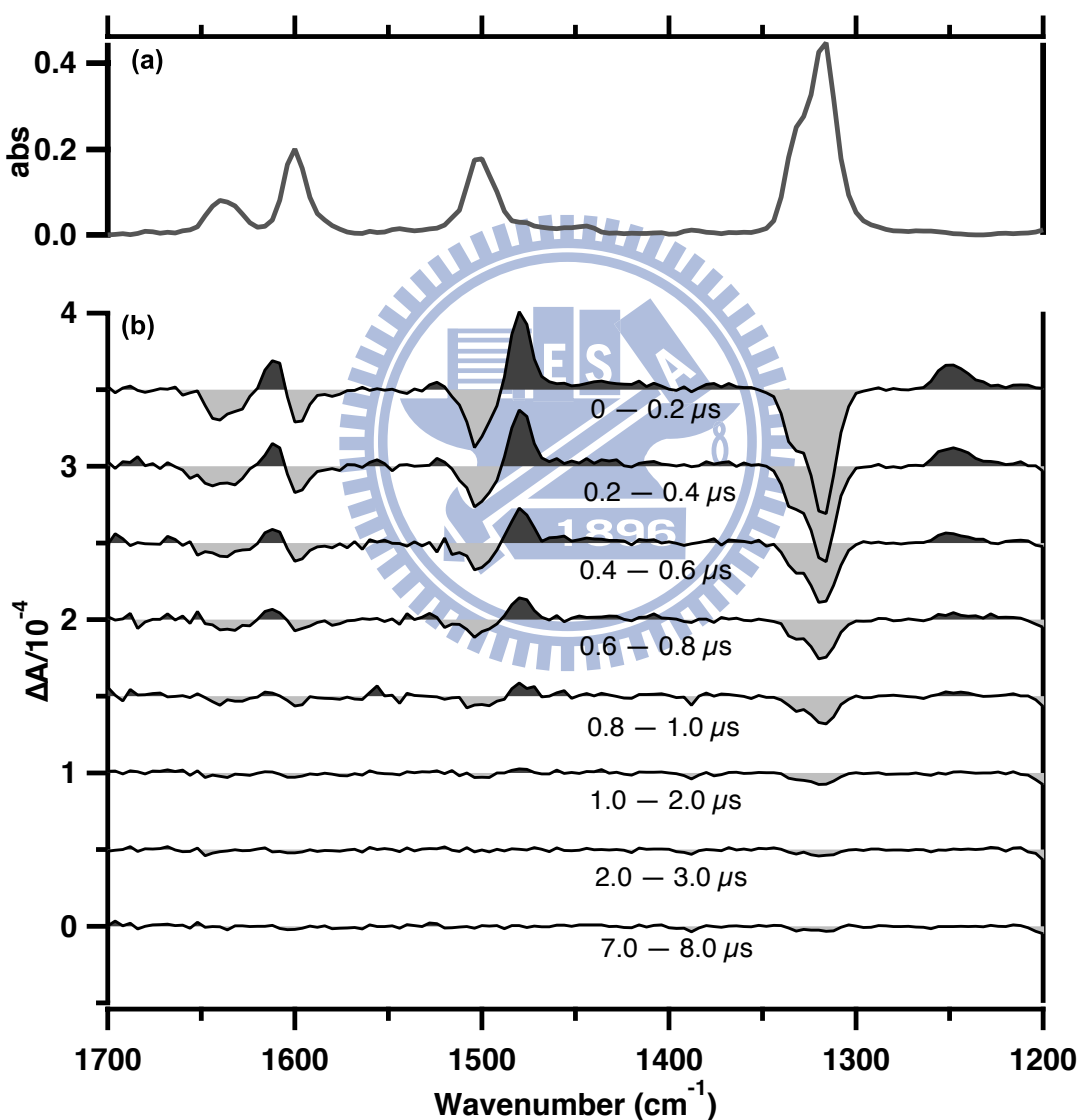 (a)
abs
0.4
0.2
0.0
(b)
ΔA/10⁻⁴
4
3
2
1
0
E S A
1896
0 — 0.2 µs
0.2 — 0.4 µs
0.4 — 0.6 µs
0.6 — 0.8 µs
0.8 — 1.0 µs
1.0 — 2.0 µs
2.0 — 3.0 µs
7.0 — 8.0 µs
1700 1600 1500 1400 1300 1200
Wavenumber (cm⁻¹)